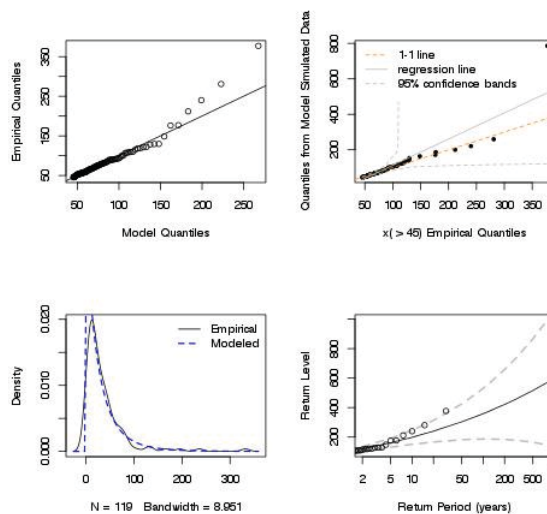 Empirical Quantiles
50
150
250
350
50
100
150
200
250
Model Quantiles
Quantiles from Model Simulated Data
200
400
600
800
1-1 line
regression line
95% confidence bands
50
100
150
200
250
300
350
x( > 45) Empirical Quantiles
Density
0.000
0.010
0.020
Empirical
Modeled
0
100
200
300
N = 119 Bandwidth = 8.951
Return Level
200
400
600
800
2
5
10
50
200
500
Return Period (years)